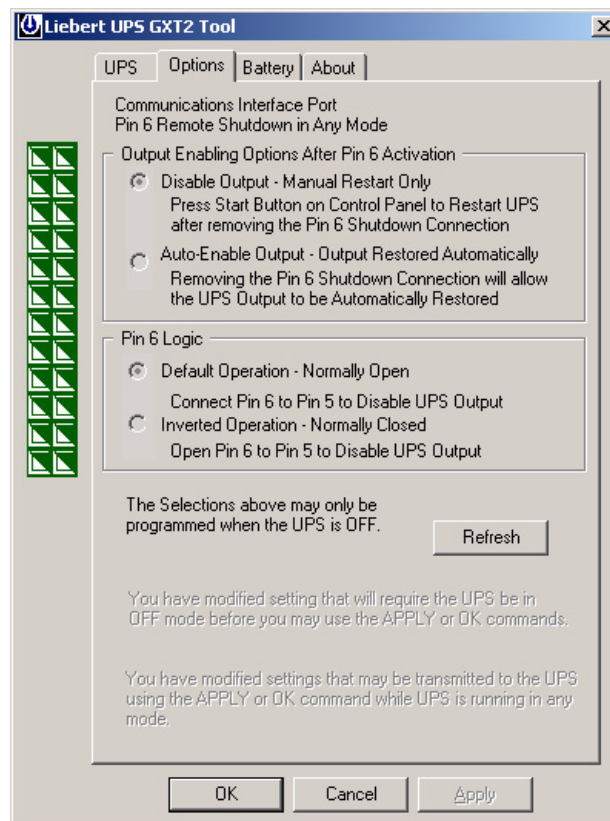 Liebert UPS GXT2 Tool
UPS
Options
Battery
About
Communications Interface Port
Pin 6 Remote Shutdown in Any Mode
Output Enabling Options After Pin 6 Activation
Disable Output - Manual Restart Only
Press Start Button on Control Panel to Restart UPS
after removing the Pin 6 Shutdown Connection
Auto-Enable Output - Output Restored Automatically
Removing the Pin 6 Shutdown Connection will allow
the UPS Output to be Automatically Restored
Pin 6 Logic
Default Operation - Normally Open
Connect Pin 6 to Pin 5 to Disable UPS Output
Inverted Operation - Normally Closed
Open Pin 6 to Pin 5 to Disable UPS Output
The Selections above may only be
programmed when the UPS is OFF.
Refresh
You have modified setting that will require the UPS be in
OFF mode before you may use the APPLY or OK commands.
You have modified settings that may be transmitted to the UPS
using the APPLY or OK command while UPS is running in any
mode.
OK
Cancel
Apply